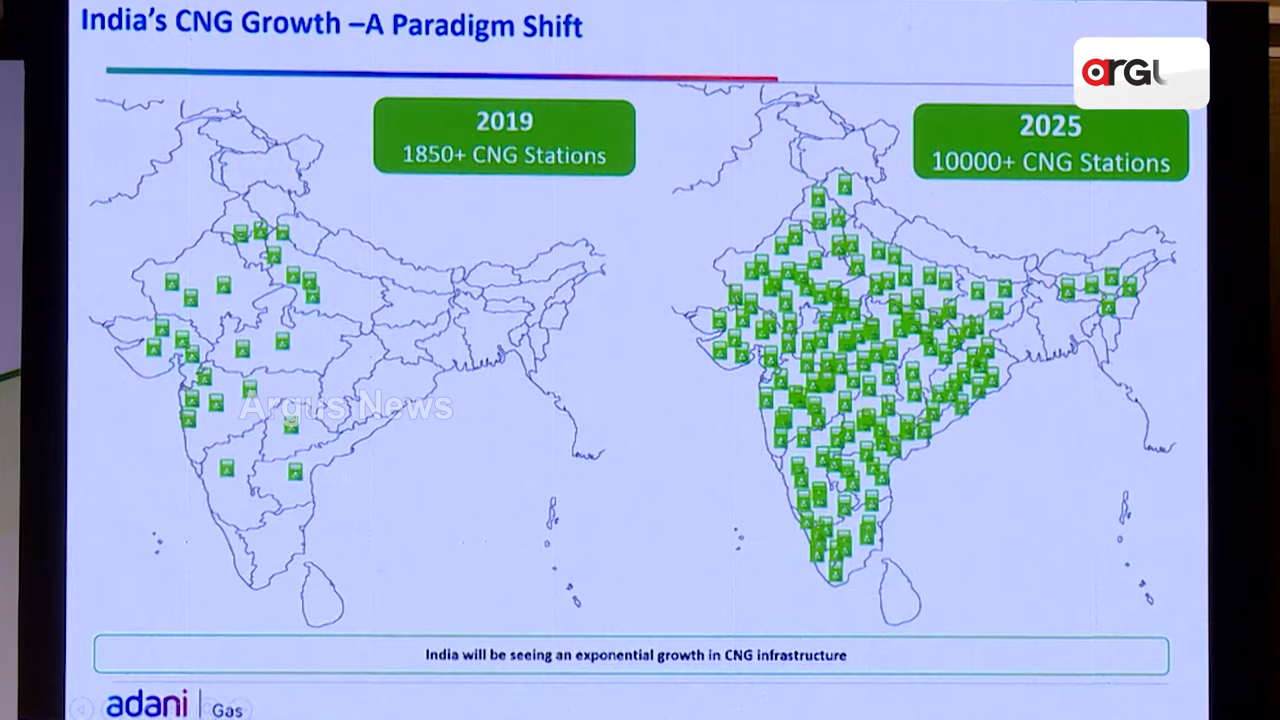 India's CNG Growth –A Paradigm Shift
arGL
2019
1850+ CNG Stations
2025
10000+ CNG Stations
Argus News
India will be seeing an exponential growth in CNG infrastructure
adani | Gas